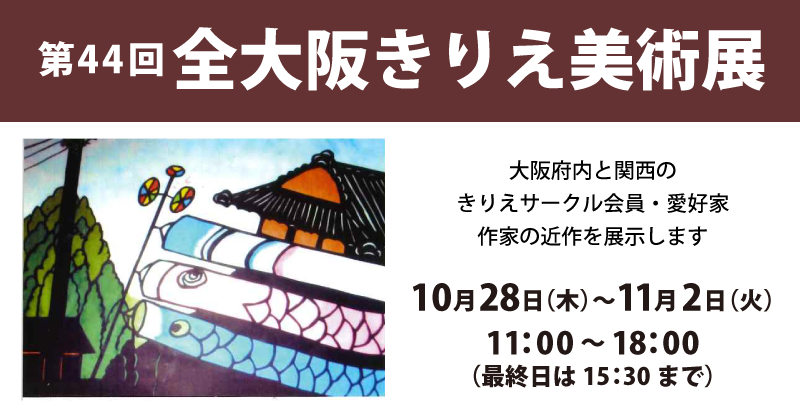 第44回 全大阪きりえ美術展
大阪府内と関西の
きりえサークル会員・愛好家
作家の近作を展示します
10月28日(木)～11月2日(火)
11:00～18:00
(最終日は 15:30 まで)